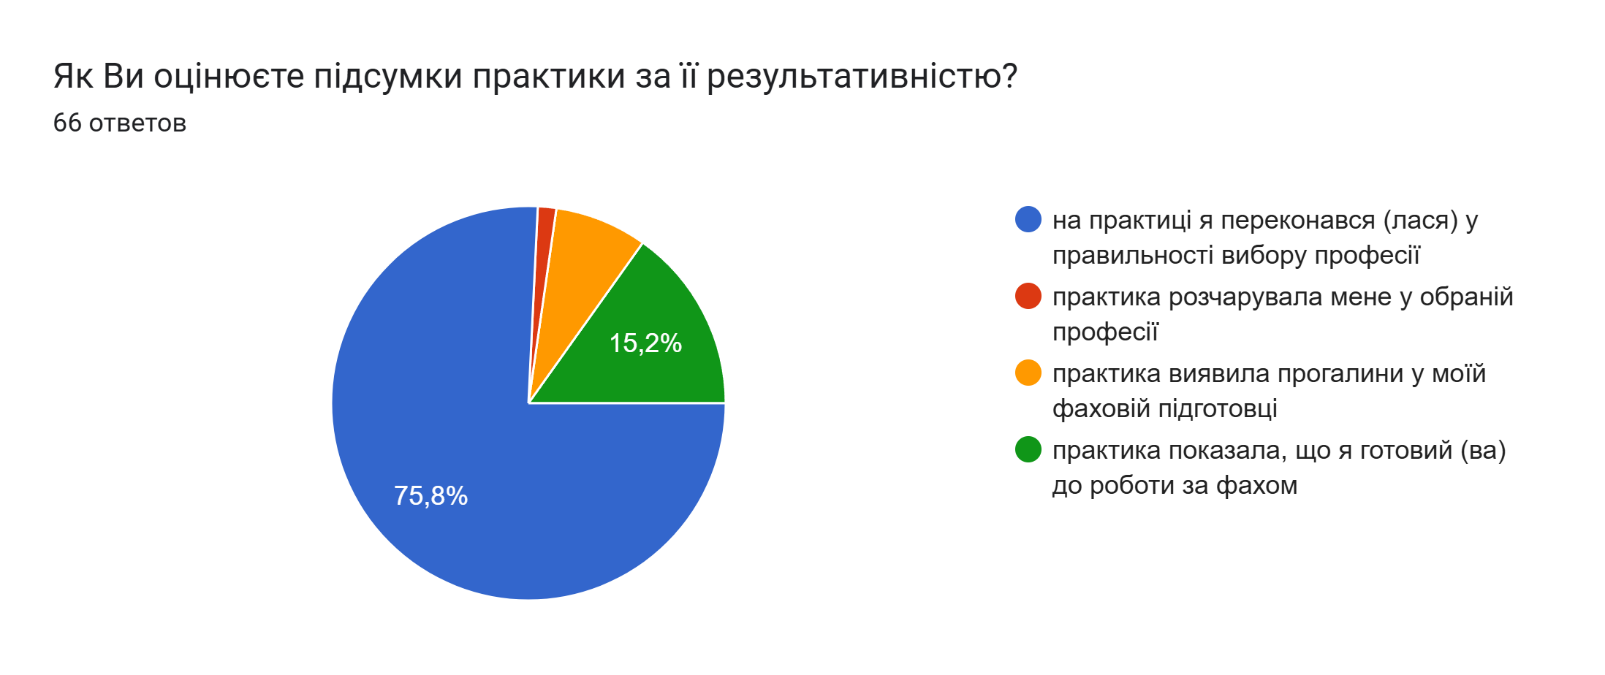 Як Ви оцінюєте підсумки практики за її результативністю?
66 ответов
15,2%
75,8%
на практиці я переконався (лася) у
правильності вибору професії
практика розчарувала мене у обраній
професії
практика виявила прогалини у моїй
фаховій підготовці
практика показала, що я готовий (ва)
до роботи за фахом